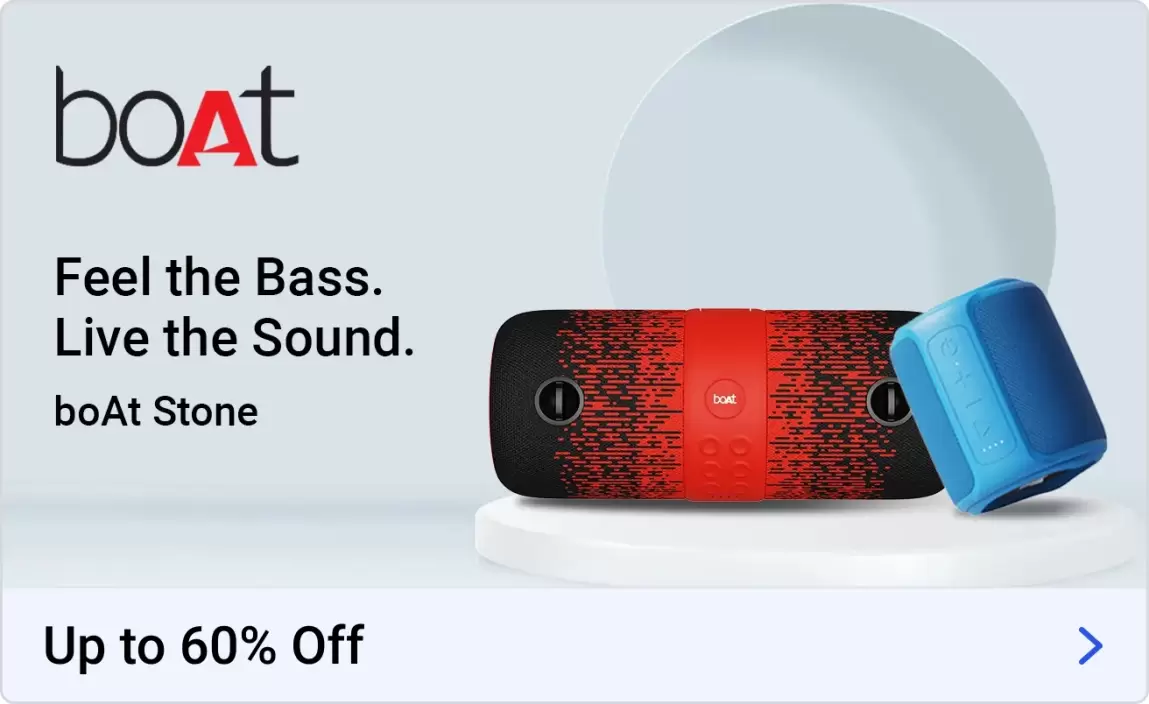 boAt
Feel the Bass.
Live the Sound.
boAt Stone
boAt
Up to 60% Off